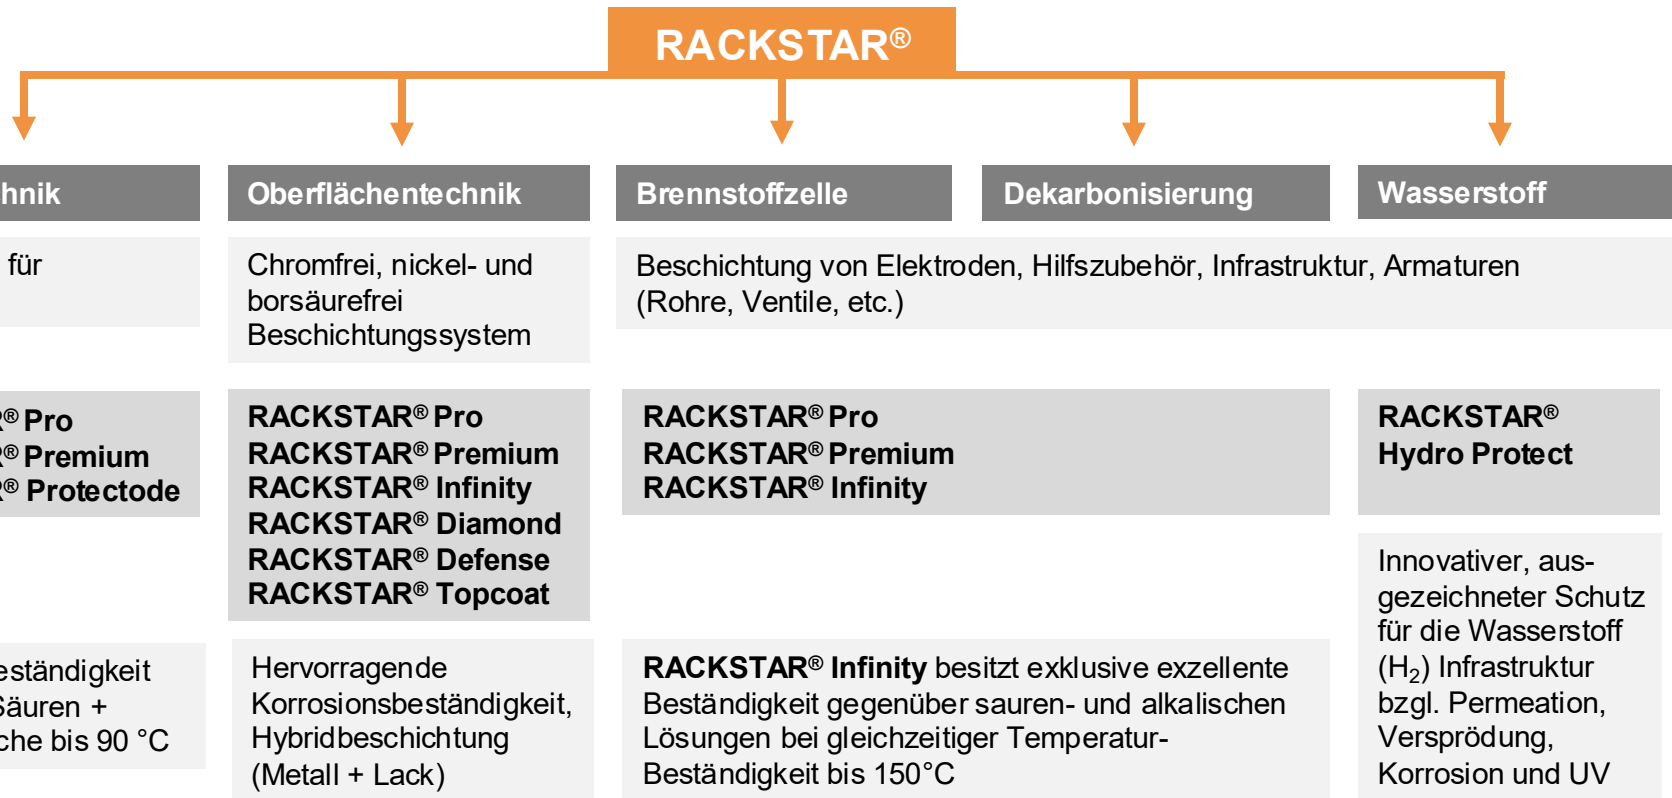 RACKSTAR®
hnik
Oberflächentechnik
Brennstoffzelle
Dekarbonisierung
Wasserstoff
für
Chromfrei, nickel- und
borsäurefrei
Beschichtungssystem
Beschichtung von Elektroden, Hilfszubehör, Infrastruktur, Armaturen
(Rohre, Ventile, etc.)
® Pro
® Premium
® Protectode
RACKSTAR® Pro
RACKSTAR® Premium
RACKSTAR® Infinity
RACKSTAR® Diamond
RACKSTAR® Defense
RACKSTAR® Topcoat
RACKSTAR® Pro
RACKSTAR® Premium
RACKSTAR® Infinity
RACKSTAR®
Hydro Protect
eständigkeit
Säuren +
che bis 90 °C
Hervorragende
Korrosionsbeständigkeit,
Hybridbeschichtung
(Metall + Lack)
RACKSTAR® Infinity besitzt exklusive exzellente
Beständigkeit gegenüber sauren- und alkalischen
Lösungen bei gleichzeitiger Temperatur-
Beständigkeit bis 150°C
Innovativer, aus-
gezeichneter Schutz
für die Wasserstoff
(H₂) Infrastruktur
bzgl. Permeation,
Versprödung,
Korrosion und UV